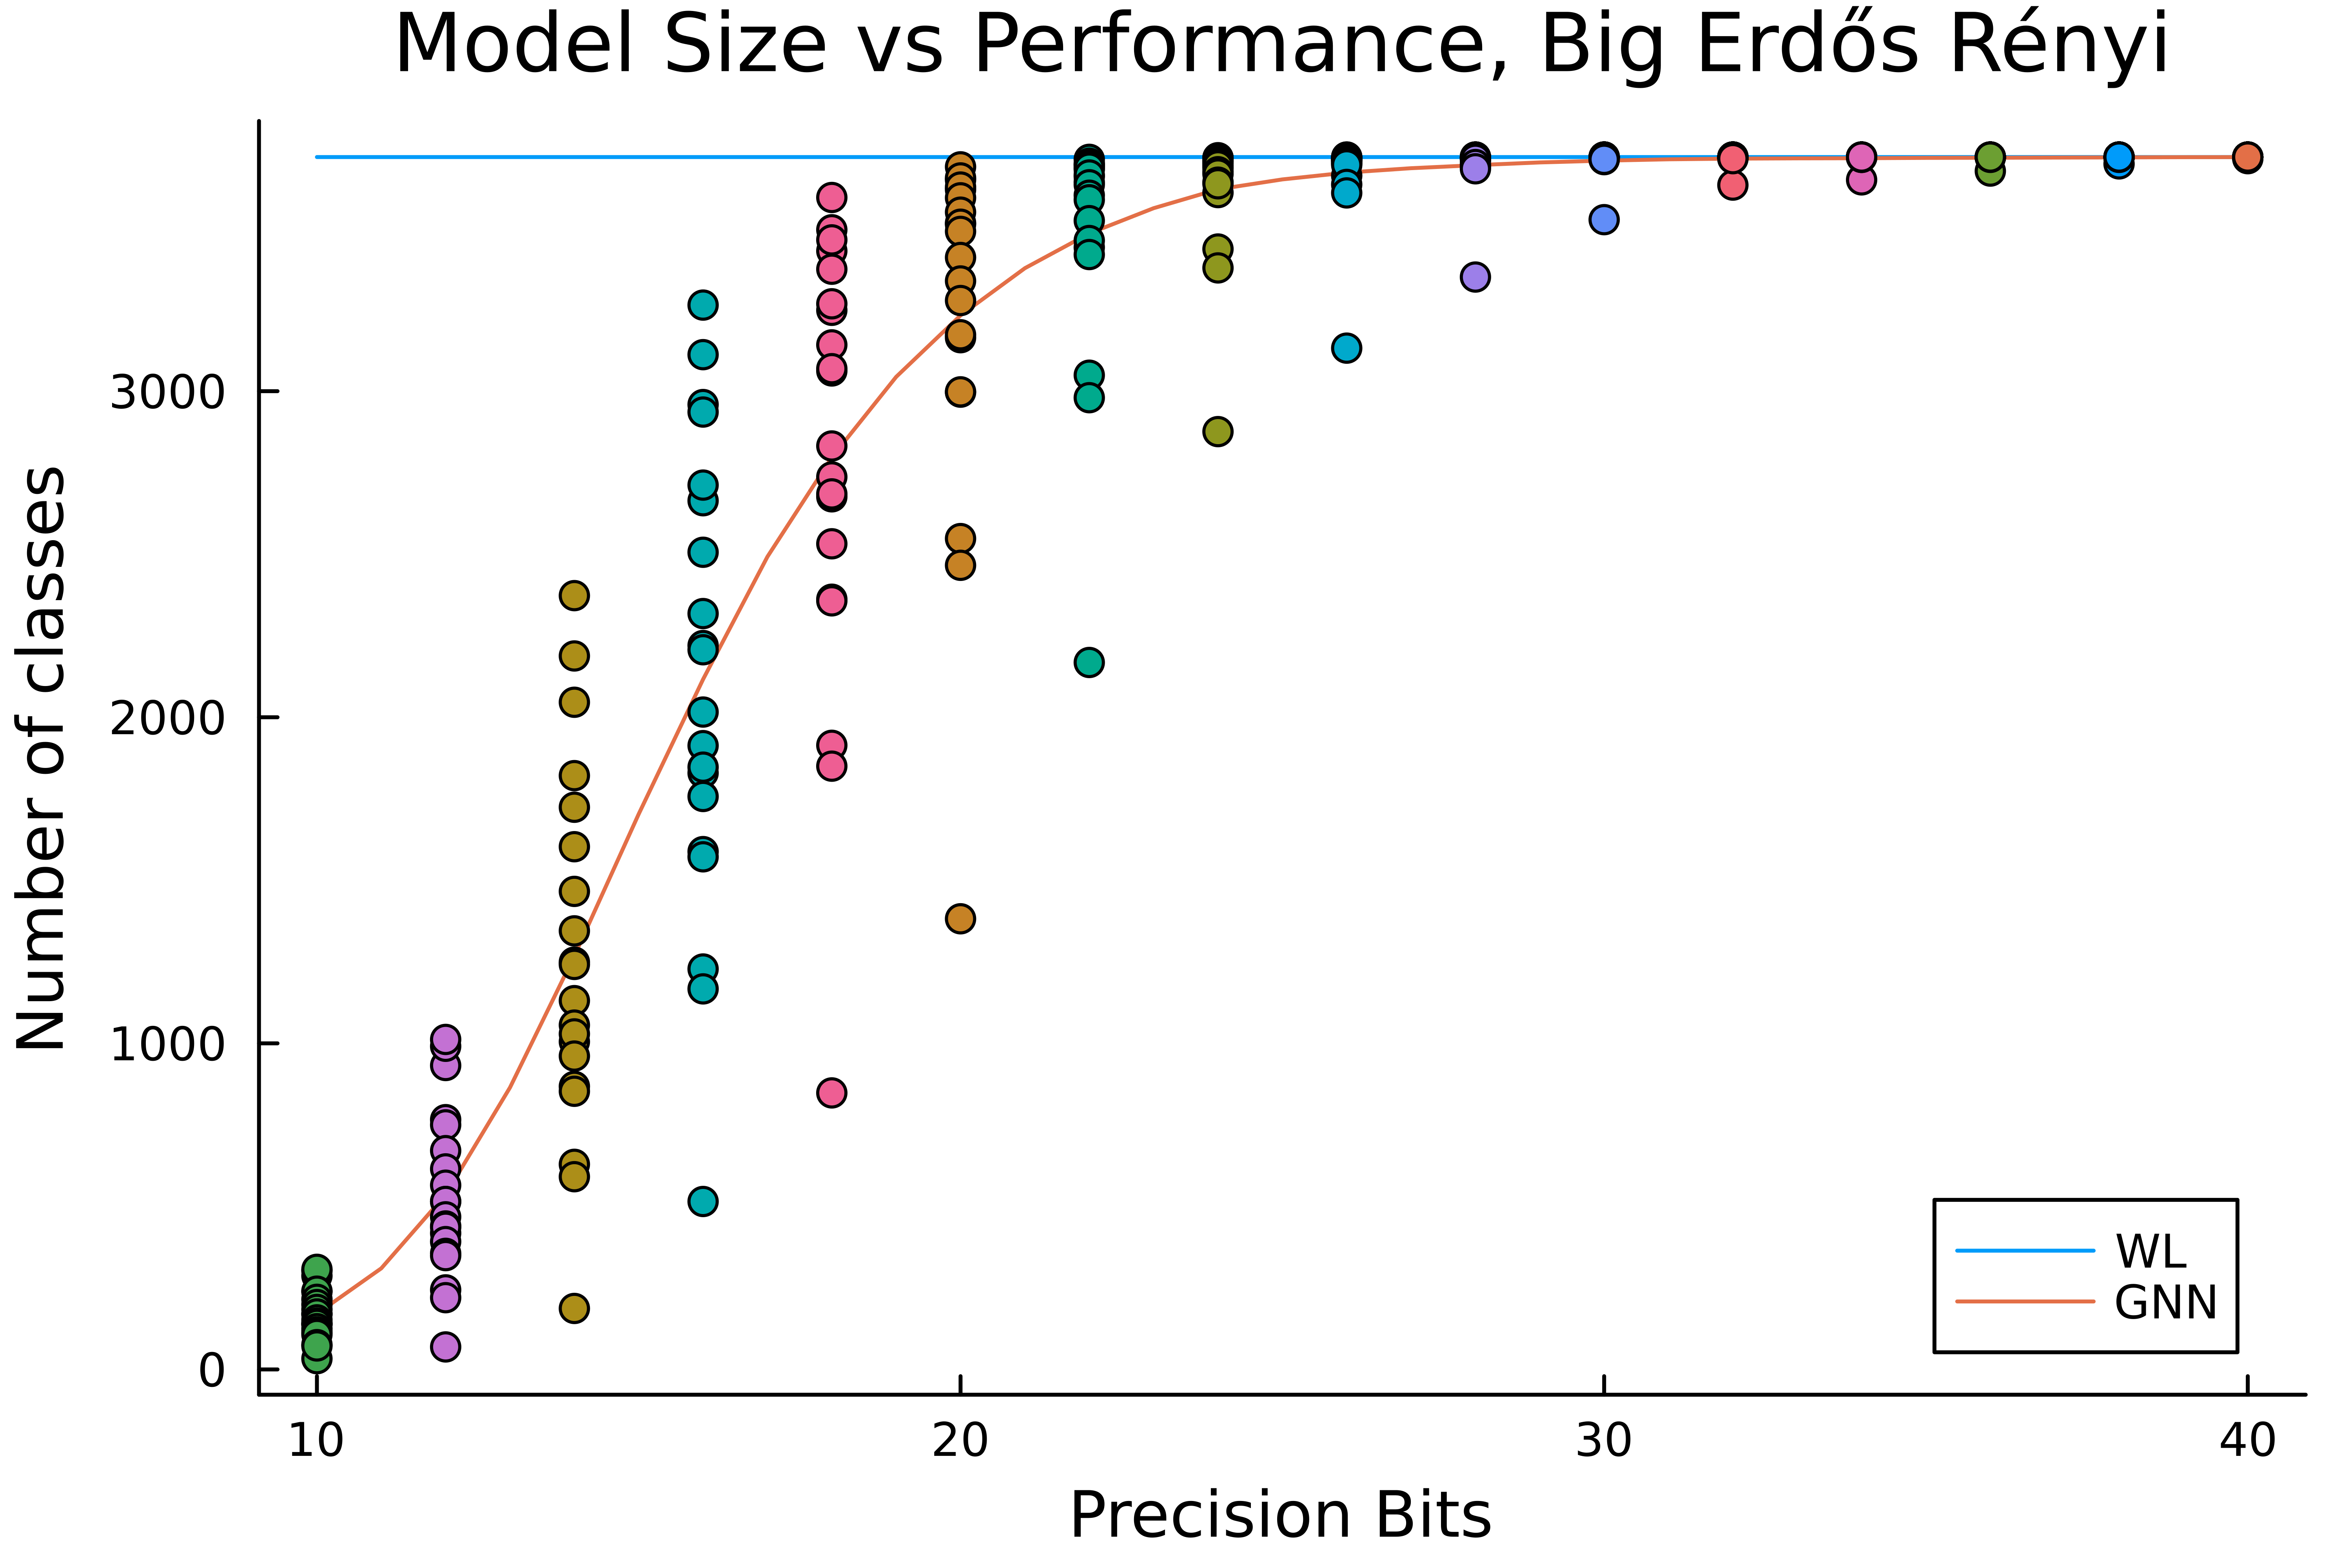 Model Size vs Performance, Big Erdős Rényi
Number of classes
3000
2000
1000
0
10 20 30 40
Precision Bits
WL
GNN